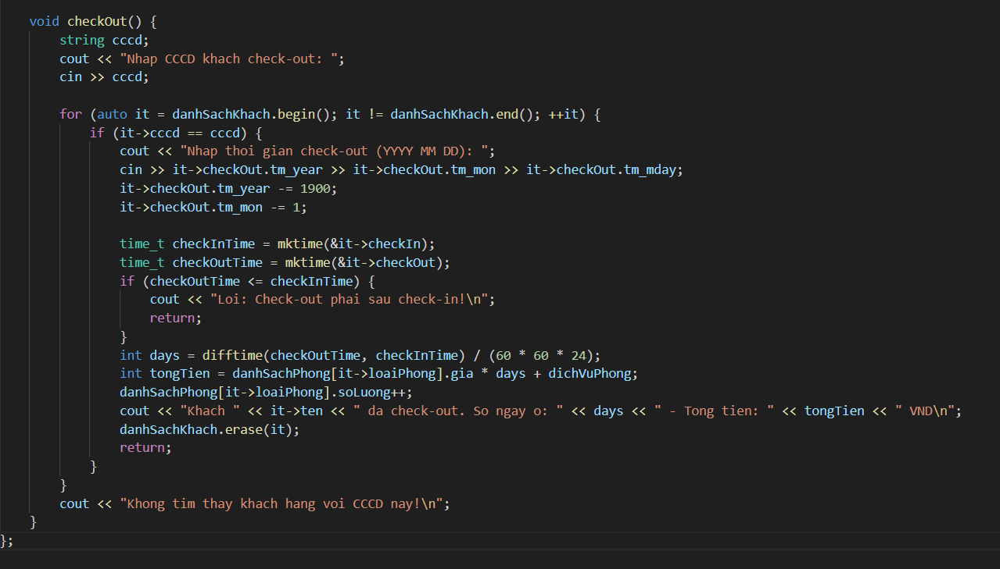 void checkOut() {
string cccd;
cout << "Nhap CCCD khach check-out: ";
cin >> cccd;
for (auto it = danhSachKhach.begin(); it != danhSachKhach.end(); ++it) {
if (it->cccd == cccd) {
cout << "Nhap thoi gian check-out (YYYY MM DD): ";
cin >> it->checkOut.tm_year >> it->checkOut.tm_mon >> it->checkOut.tm_mday;
it->checkOut.tm_year -= 1900;
it->checkOut.tm_mon -= 1;
time_t checkInTime = mktime(&it->checkIn);
time_t checkOutTime = mktime(&it->checkOut);
if (checkOutTime <= checkInTime) {
cout << "Loi: Check-out phai sau check-in!\n";
return;
}
int days = difftime(checkOutTime, checkInTime) / (60 * 60 * 24);
int tongTien = danhSachPhong[it->loaiPhong].gia * days + dichVuPhong;
danhSachPhong[it->loaiPhong].soLuong++;
cout << "Khach " << it->ten << " da check-out. So ngay o: " << days << " - Tong tien: " << tongTien << " VND\n";
danhSachKhach.erase(it);
return;
}
}
cout << "Khong tim thay khach hang voi CCCD nay!\n";
}
};